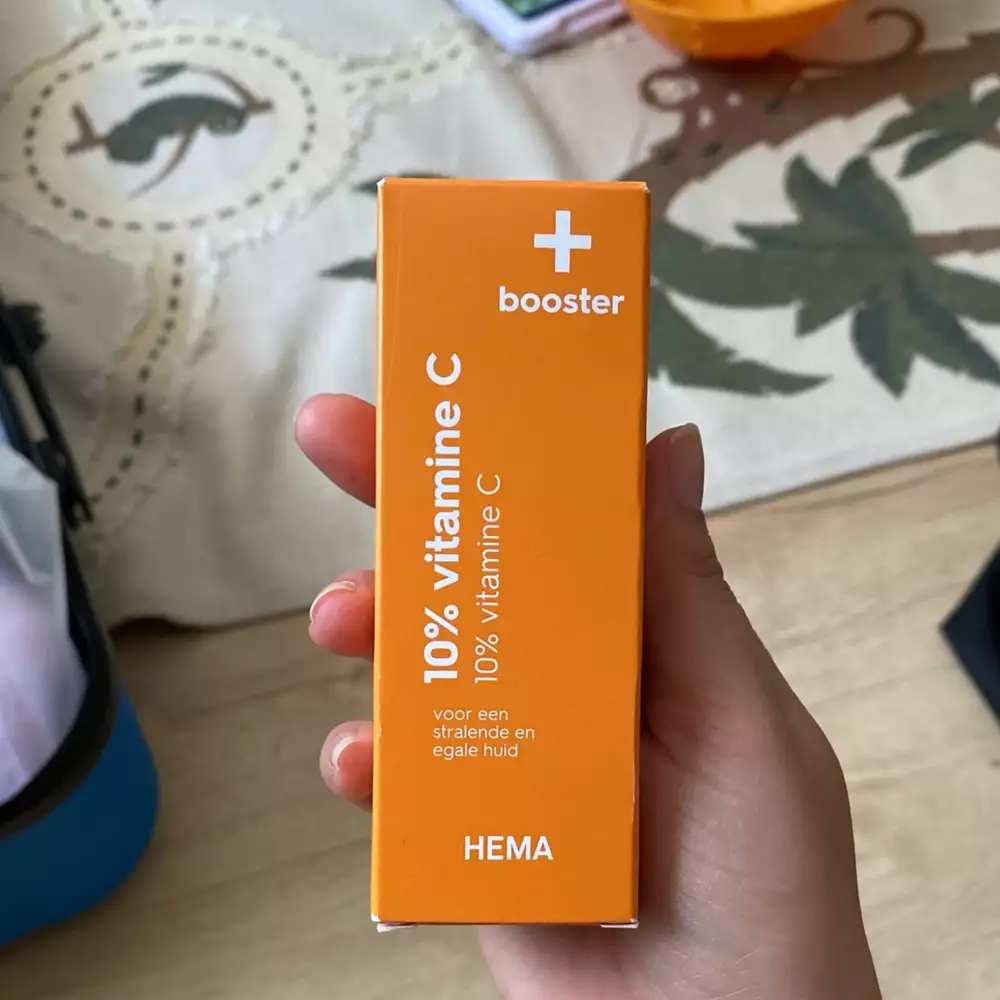 booster
10% vitamine C
10% vitamine C
voor een
stralende en
egale huid
HEMA